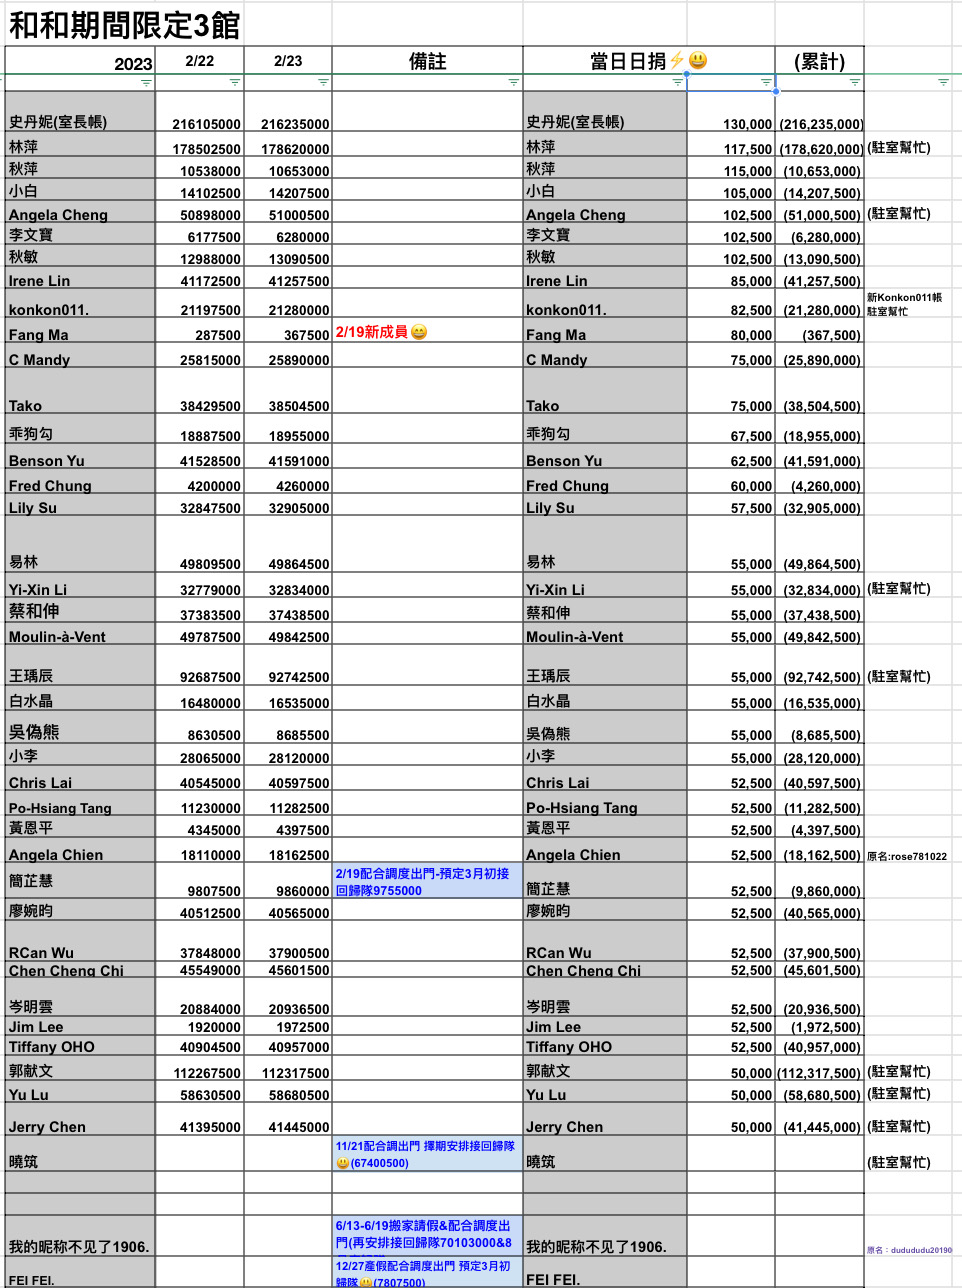 和和期間限定3館
2023 2/22 2/23 備註 當日日捐⚡😃 (累計)
史丹妮(室長帳) 216105000 216235000 史丹妮(室長帳) 130,000 (216,235,000)
林萍 178502500 178620000 林萍 117,500 (178,620,000) (駐室幫忙)
秋萍 10538000 10653000 秋萍 115,000 (10,653,000)
小白 14102500 14207500 小白 105,000 (14,207,500)
Angela Cheng 50898000 51000500 Angela Cheng 102,500 (51,000,500) (駐室幫忙)
李文寶 6177500 6280000 李文寶 102,500 (6,280,000)
秋敏 12988000 13090500 秋敏 102,500 (13,090,500)
Irene Lin 41172500 41257500 Irene Lin 85,000 (41,257,500)
新Konkon011帳
konkon011. 21197500 21280000 konkon011. 82,500 (21,280,000) 駐室幫忙
Fang Ma 287500 367500 2/19新成員😄 Fang Ma 80,000 (367,500)
C Mandy 25815000 25890000 C Mandy 75,000 (25,890,000)
Tako 38429500 38504500 Tako 75,000 (38,504,500)
乖狗勾 18887500 18955000 乖狗勾 67,500 (18,955,000)
Benson Yu 41528500 41591000 Benson Yu 62,500 (41,591,000)
Fred Chung 4200000 4260000 Fred Chung 60,000 (4,260,000)
Lily Su 32847500 32905000 Lily Su 57,500 (32,905,000)
易林 49809500 49864500 易林 55,000 (49,864,500)
Yi-Xin Li 32779000 32834000 Yi-Xin Li 55,000 (32,834,000) (駐室幫忙)
蔡和伸 37383500 37438500 蔡和伸 55,000 (37,438,500)
Moulin-à-Vent 49787500 49842500 Moulin-à-Vent 55,000 (49,842,500)
王瑀辰 92687500 92742500 王瑀辰 55,000 (92,742,500) (駐室幫忙)
白水晶 16480000 16535000 白水晶 55,000 (16,535,000)
吳偽熊 8630500 8685500 吳偽熊 55,000 (8,685,500)
小李 28065000 28120000 小李 55,000 (28,120,000)
Chris Lai 40545000 40597500 Chris Lai 52,500 (40,597,500)
Po-Hsiang Tang 11230000 11282500 Po-Hsiang Tang 52,500 (11,282,500)
黃恩平 4345000 4397500 黃恩平 52,500 (4,397,500)
Angela Chien 18110000 18162500 Angela Chien 52,500 (18,162,500) 原名:rose781022
2/19配合調度出門-預定3月初接
簡芷慧 9807500 9860000 回歸隊9755000 簡芷慧 52,500 (9,860,000)
廖婉昀 40512500 40565000 廖婉昀 52,500 (40,565,000)
RCan Wu 37848000 37900500 RCan Wu 52,500 (37,900,500)
Chen Cheng Chi 45549000 45601500 Chen Cheng Chi 52,500 (45,601,500)
岑明雲 20884000 20936500 岑明雲 52,500 (20,936,500)
Jim Lee 1920000 1972500 Jim Lee 52,500 (1,972,500)
Tiffany OHO 40904500 40957000 Tiffany OHO 52,500 (40,957,000)
郭献文 112267500 112317500 郭献文 50,000 (112,317,500) (駐室幫忙)
Yu Lu 58630500 58680500 Yu Lu 50,000 (58,680,500) (駐室幫忙)
Jerry Chen 41395000 41445000 Jerry Chen 50,000 (41,445,000) (駐室幫忙)
11/21配合調出門 擇期安排接回歸隊
曉筑 😃(67400500) 曉筑 (駐室幫忙)
6/13-6/19搬家請假&配合調度出
門(再安排接回歸隊70103000&8
我的昵称不见了1906. 我的昵称不见了1906. 原名：dudududu20190
12/27產假配合調度出門 預定3月初
FEI FEI. 歸隊😃(7807500) FEI FEI.